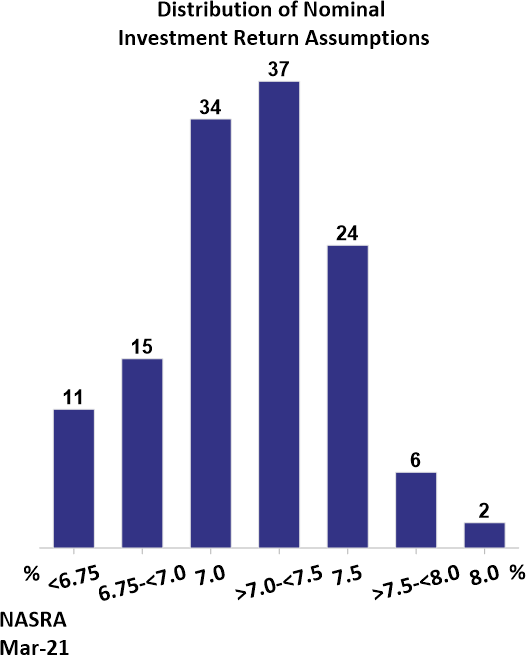 Distribution of Nominal
Investment Return Assumptions
37
34
24
15
11
6
2
% <6.75 6.75-<7.0 7.0 >7.0-<7.5 7.5 >7.5-<8.0 8.0 %
NASRA
Mar-21